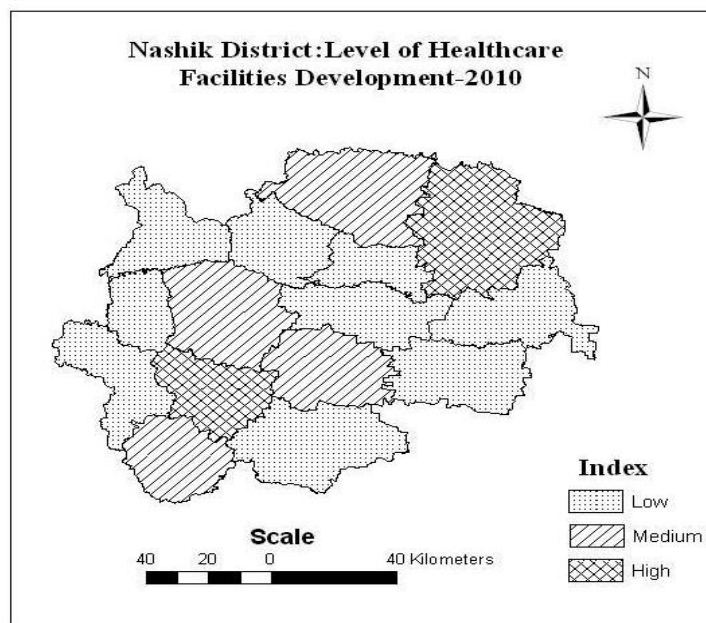 Nashik District:Level of Healthcare
Facilities Development-2010
N
Index
Low
Medium
High
Scale
40 20 0 40 Kilometers